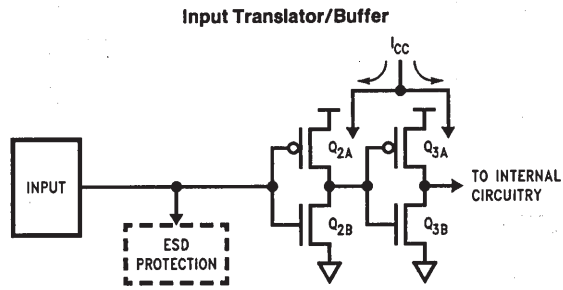 Input Translator/Buffer
ICC
Q2A
Q3A
INPUT
TO INTERNAL
CIRCUITRY
Q2B
Q3B
ESD
PROTECTION